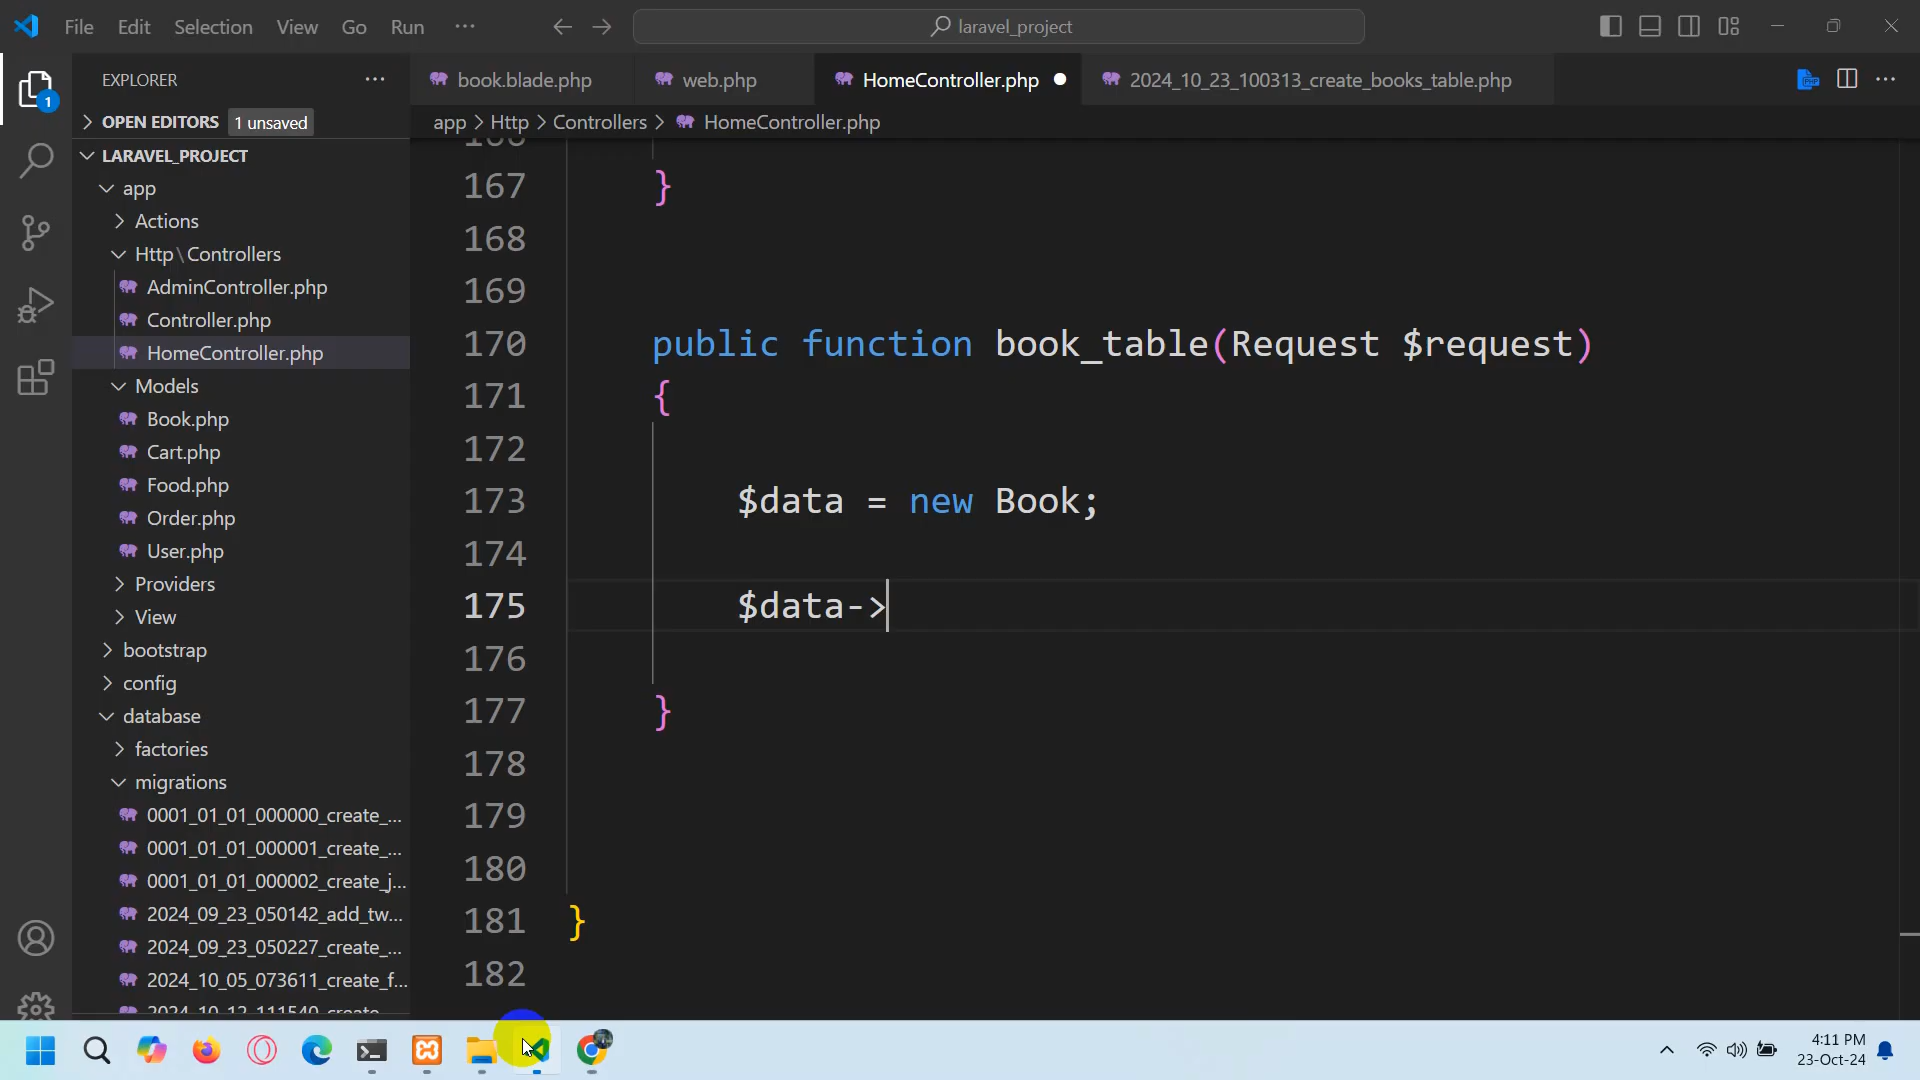 File Edit Selection View Go Run ···
laravel_project
EXPLORER ···
book.blade.php
web.php
HomeController.php
2024_10_23_100313_create_books_table.php
OPEN EDITORS 1 unsaved
app > Http > Controllers > HomeController.php
LARAVEL_PROJECT
app
Actions
Http\Controllers
AdminController.php
Controller.php
HomeController.php
Models
Book.php
Cart.php
Food.php
Order.php
User.php
Providers
View
bootstrap
config
database
factories
migrations
0001_01_01_000000_create_...
0001_01_01_000001_create_...
0001_01_01_000002_create_j...
2024_09_23_050142_add_tw...
2024_09_23_050227_create_...
2024_10_05_073611_create_f...
2024_10_12_111540_create
1
166
167 }
168
169
170 public function book_table(Request $request)
171 {
172
173 $data = new Book;
174
175 $data->
176
177 }
178
179
180
181 }
182
4:11 PM
23-Oct-24